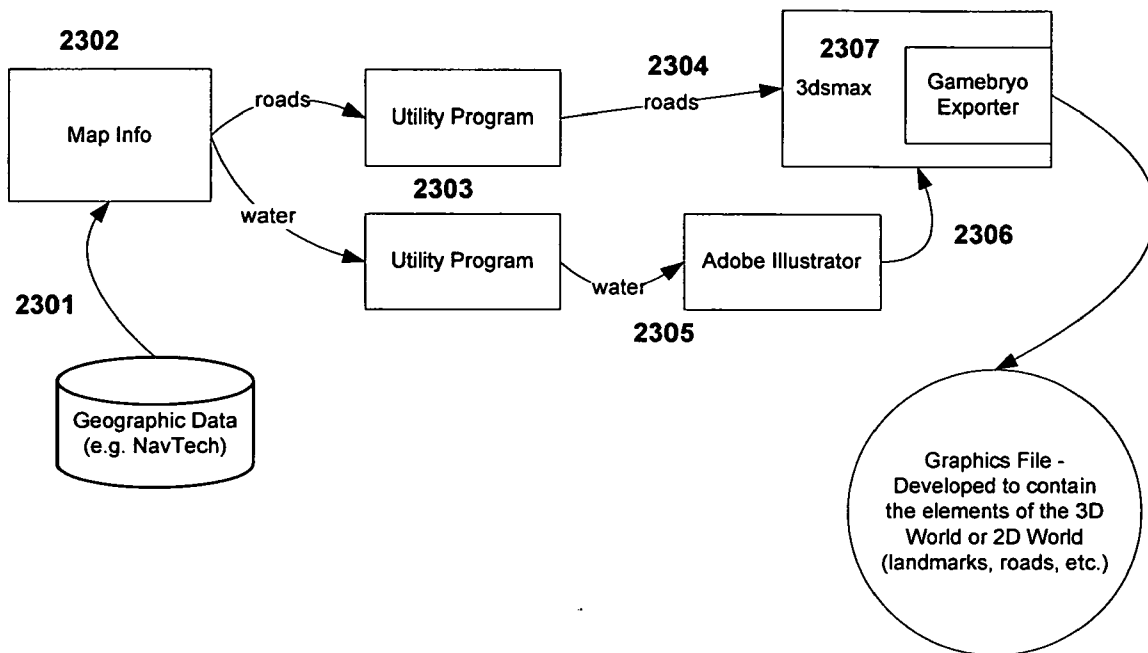 2302
Map Info
roads
Utility Program
2304
roads
2307
3dsmax
Gamebryo
Exporter
2303
water
Utility Program
water
2305
Adobe Illustrator
2306
2301
Geographic Data
(e.g. NavTech)
Graphics File -
Developed to contain
the elements of the 3D
World or 2D World
(landmarks, roads, etc.)